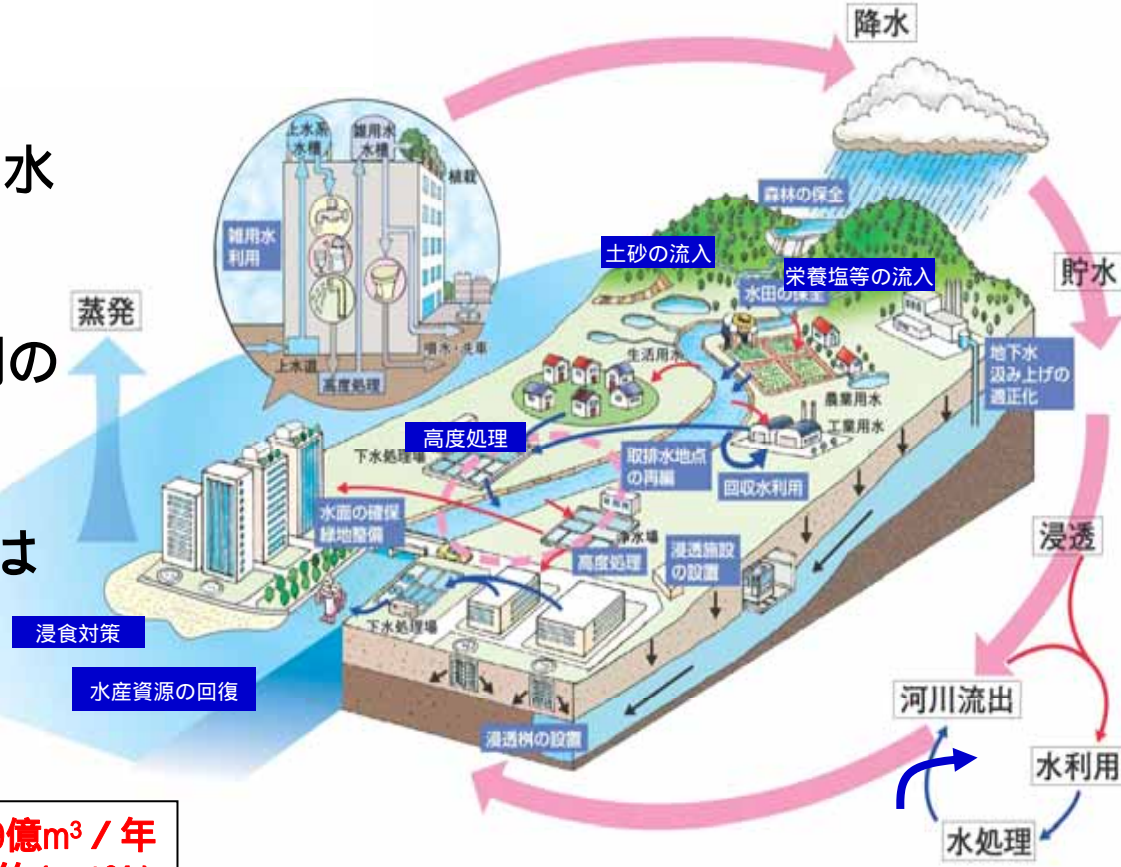 降水
水
上水系
水槽
雑用水
水槽
植栽
雑用水
利用
上水道
高度処理
噴水・洗車
森林の保全
土砂の流入
栄養塩等の流入
水田の保全
貯水
蒸発
間の
地下水
汲み上げの
適正化
生活用水
農業用水
工業用水
高度処理
下水処理場
取排水地点
の再編
回収水利用
水面の確保
緑地整備
浄水場
高度処理
浸透施設
の設置
浸透
は
下水処理場
浸食対策
水産資源の回復
浸透桝の設置
河川流出
水利用
水処理
億m³/年